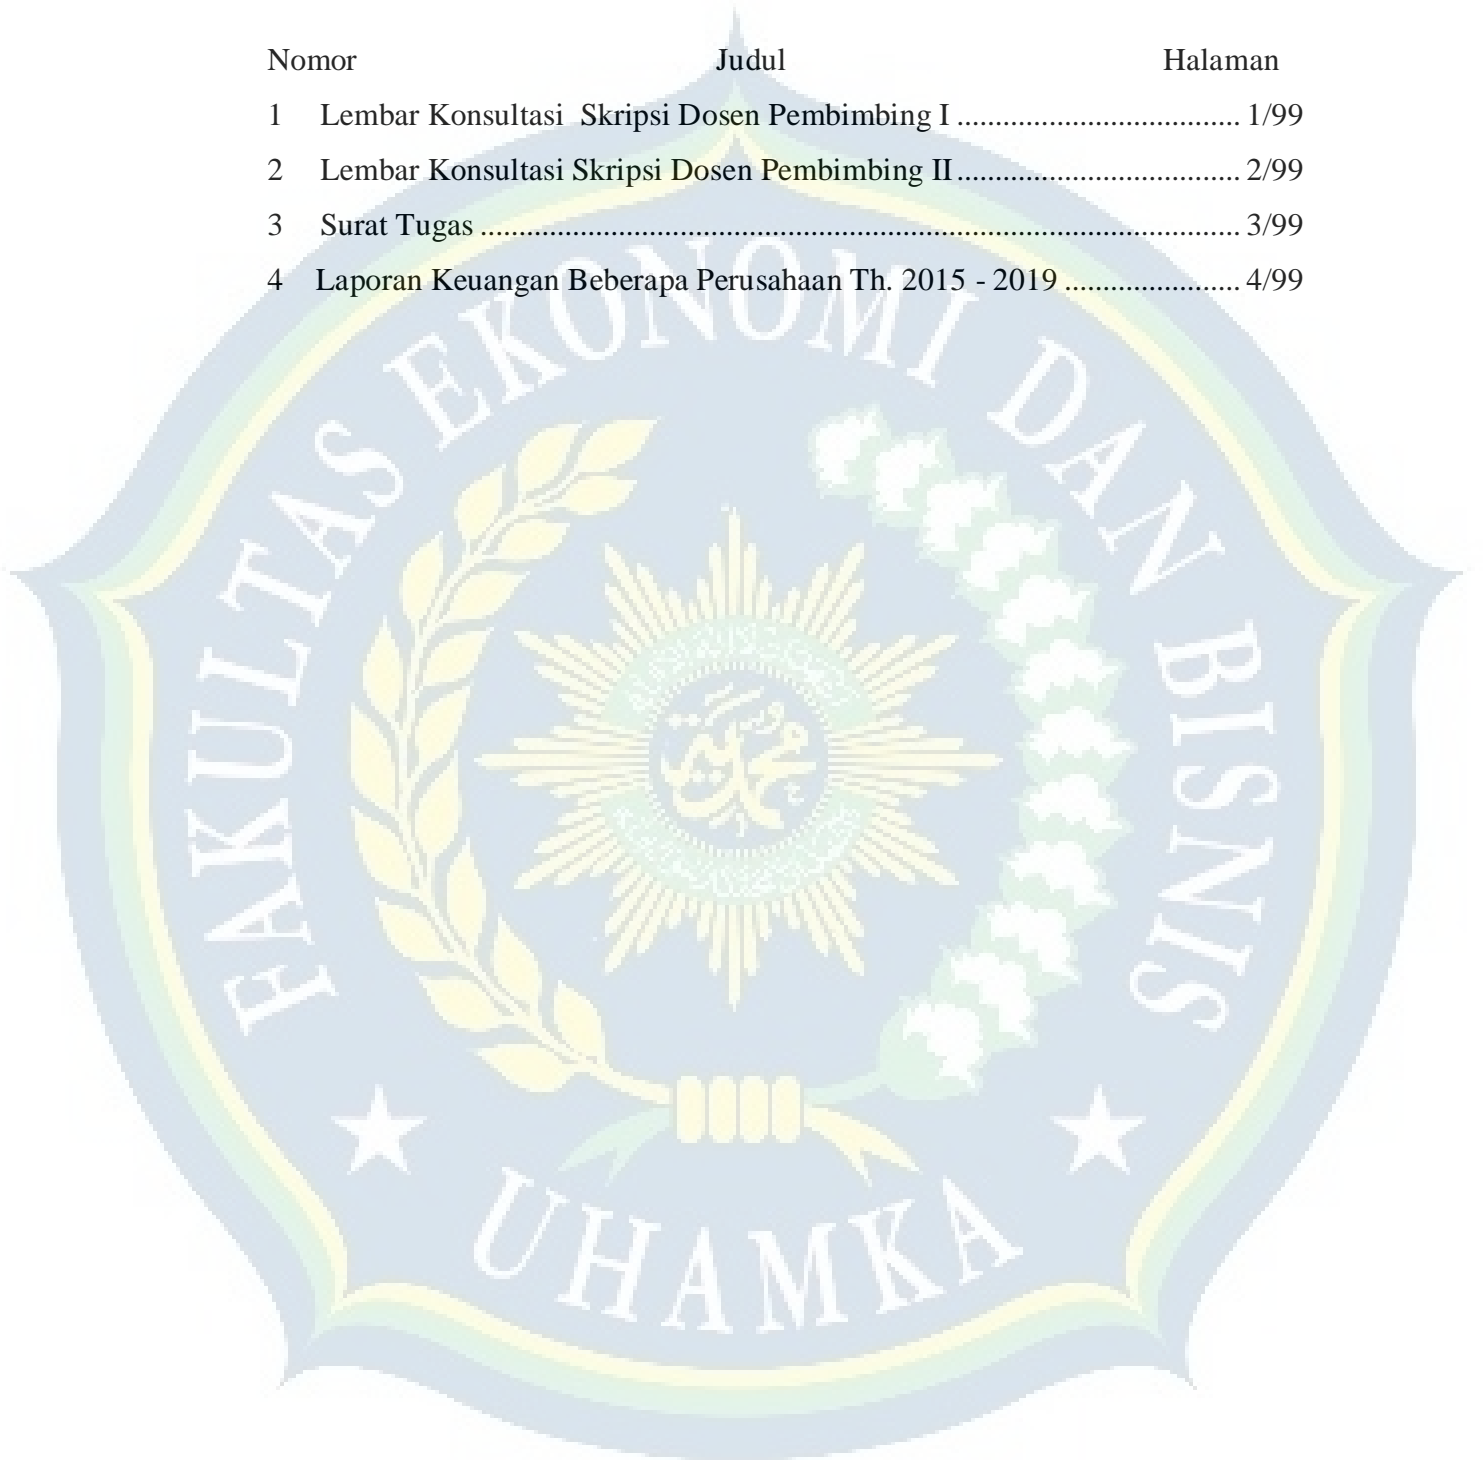 Nomor Judul Halaman
1 Lembar Konsultasi Skripsi Dosen Pembimbing I ..................................... 1/99
2 Lembar Konsultasi Skripsi Dosen Pembimbing II ..................................... 2/99
3 Surat Tugas .................................................................................................. 3/99
4 Laporan Keuangan Beberapa Perusahaan Th. 2015 - 2019 ....................... 4/99
FAKULTAS EKONOMI DAN BISNIS
UHAMKA